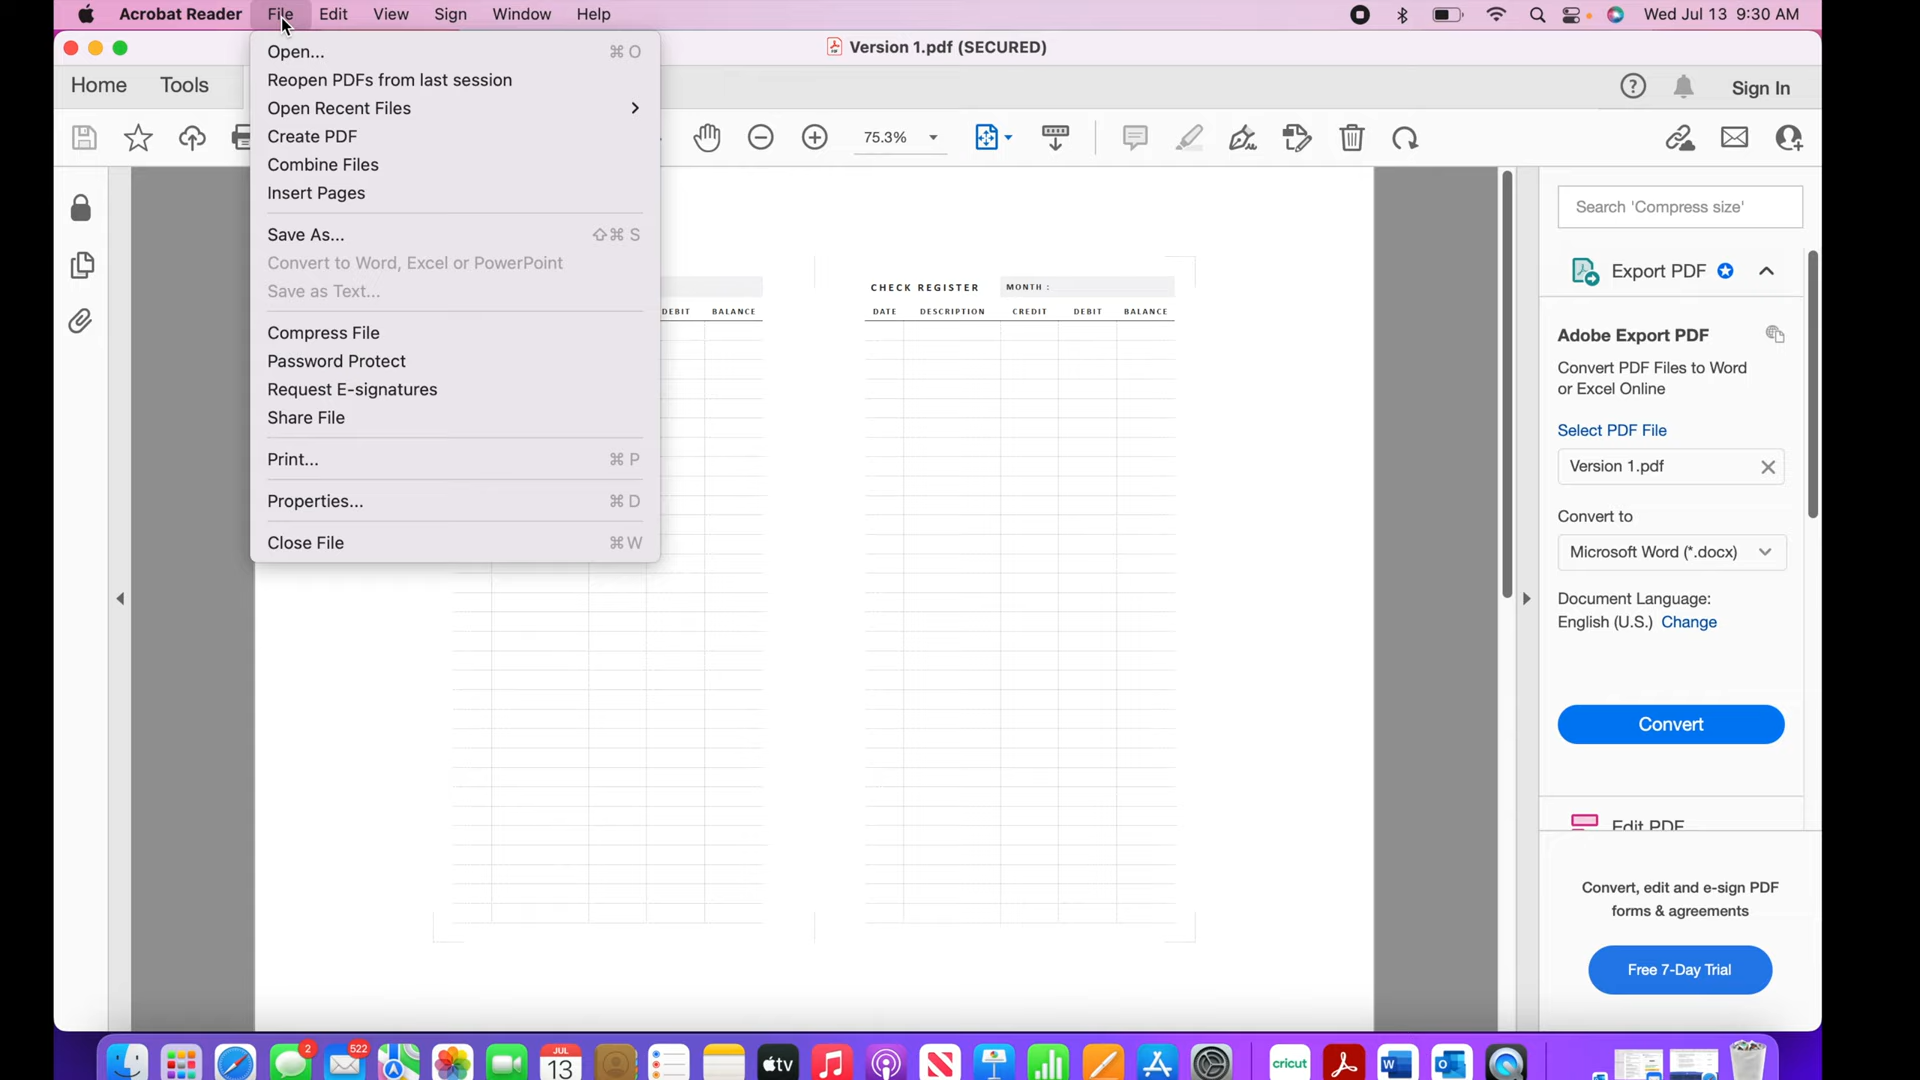 Acrobat Reader File Edit View Sign Window Help Wed Jul 13 9:30 AM
Version 1.pdf (SECURED)
Home Tools Sign In
75.3%
Open... ⌘ O
Reopen PDFs from last session
Open Recent Files
Create PDF
Combine Files
Insert Pages
Save As... ⇧⌘ S
Convert to Word, Excel or PowerPoint
Save as Text...
Compress File
Password Protect
Request E-signatures
Share File
Print... ⌘ P
Properties... ⌘ D
Close File ⌘ W
DEBIT BALANCE
CHECK REGISTER MONTH :
DATE DESCRIPTION CREDIT DEBIT BALANCE
Search 'Compress size'
Export PDF
Adobe Export PDF
Convert PDF Files to Word
or Excel Online
Select PDF File
Version 1.pdf
Convert to
Microsoft Word (*.docx)
Document Language:
English (U.S.) Change
Convert
Edit PDF
Convert, edit and e-sign PDF
forms & agreements
Free 7-Day Trial
2
522
JUL
13
tv
cricut